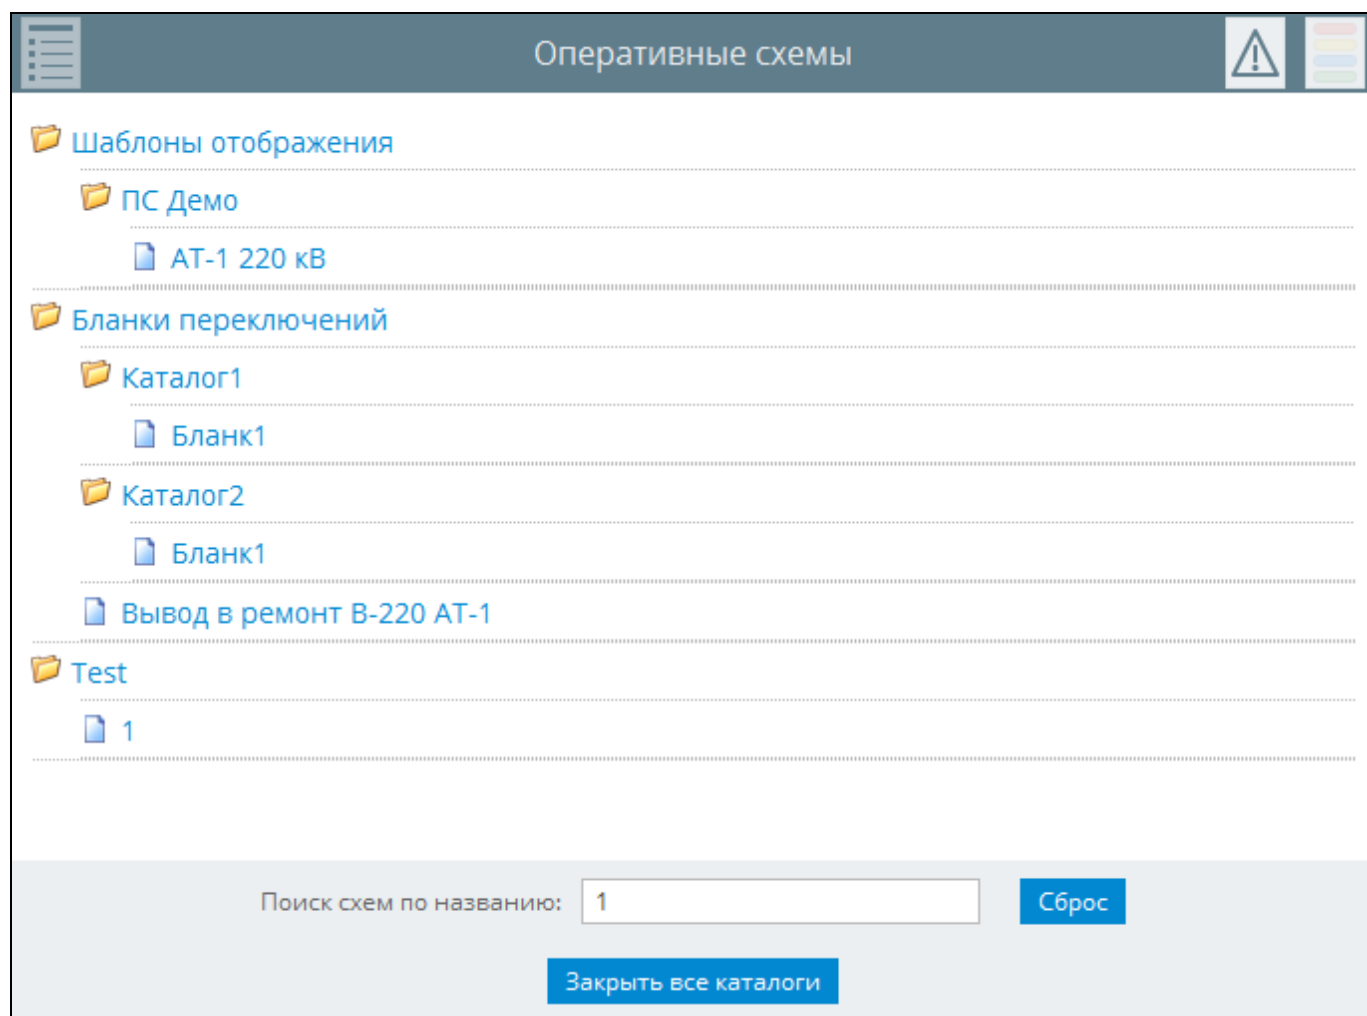 Оперативные схемы
Шаблоны отображения
ПС Демо
АТ-1 220 кВ
Бланки переключений
Каталог1
Бланк1
Каталог2
Бланк1
Вывод в ремонт В-220 АТ-1
Test
1
Поиск схем по названию: 1 Сброс
Закрыть все каталоги